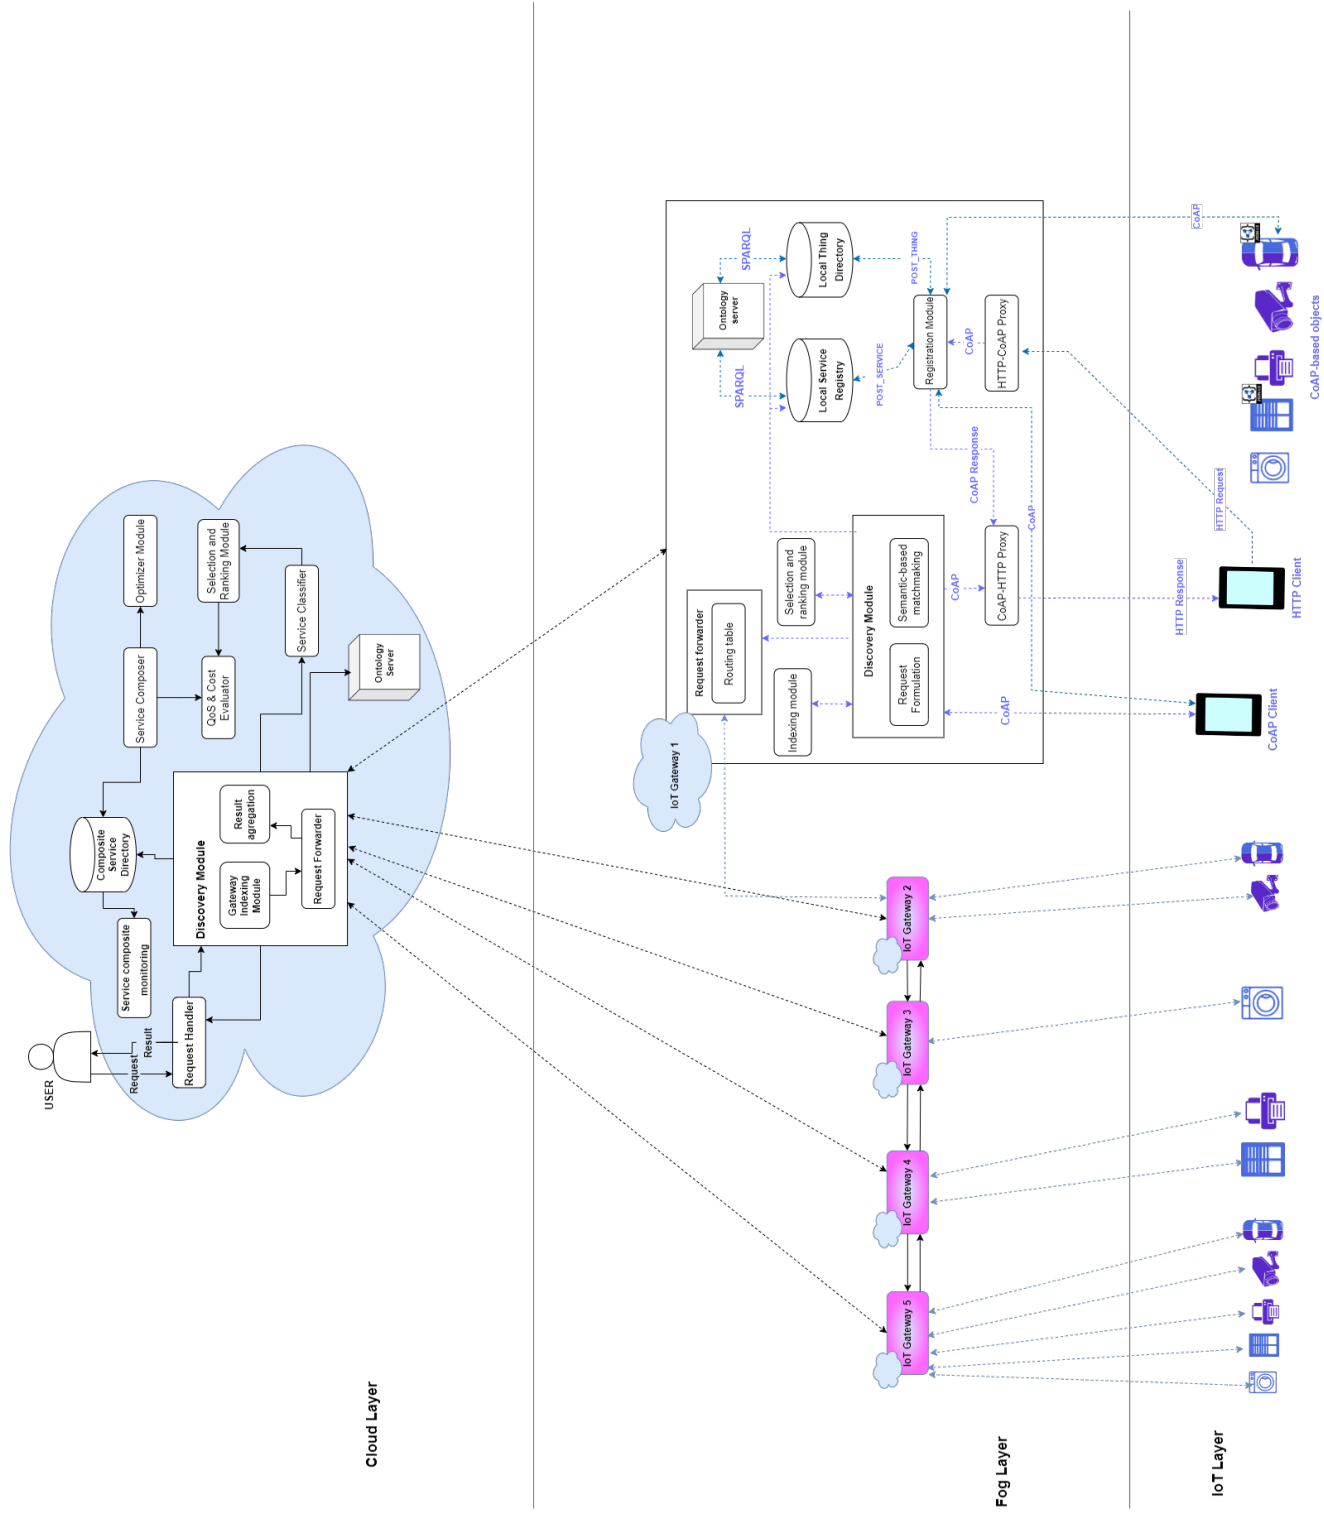 USER
Request
Result
Request Handler
Service composite
monitoring
Composite
Service
Directory
Service Composer
Optimizer Module
QoS & Cost
Evaluator
Selection and
Ranking Module
Service Classifier
Ontology
Server
Discovery Module
Gateway
Indexing
Module
Result
agregation
Request Forwarder
Cloud Layer
IoT Gateway 1
Request forwarder
Routing table
Indexing module
Selection and
ranking module
Discovery Module
Request
Formulation
Semantic-based
matchmaking
Ontology
server
SPARQL
SPARQL
Local Service
Registry
Local Thing
Directory
POST_SERVICE
POST_THING
Registration Module
CoAP
HTTP-CoAP Proxy
CoAP Response
CoAP
CoAP-HTTP Proxy
CoAP
CoAP
IoT Gateway 2
IoT Gateway 3
IoT Gateway 4
IoT Gateway 5
Fog Layer
CoAP
HTTP Request
HTTP Response
CoAP Client
HTTP Client
CoAP-based objects
IoT Layer